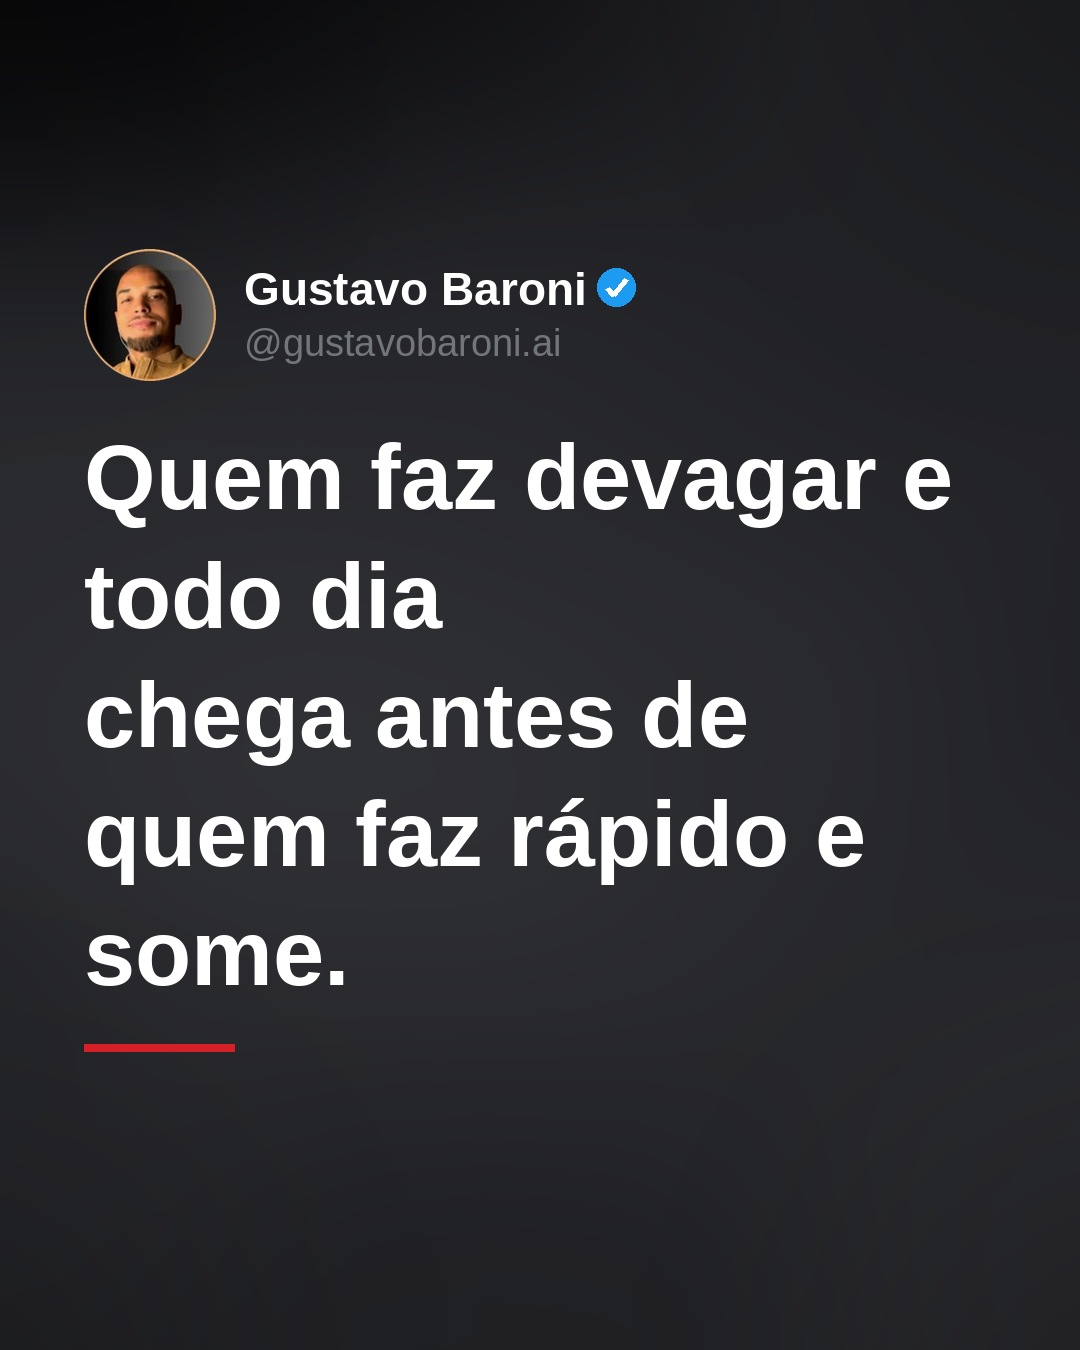 Gustavo Baroni
@gustavobaroni.ai
Quem faz devagar e
todo dia
chega antes de
quem faz rápido e
some.